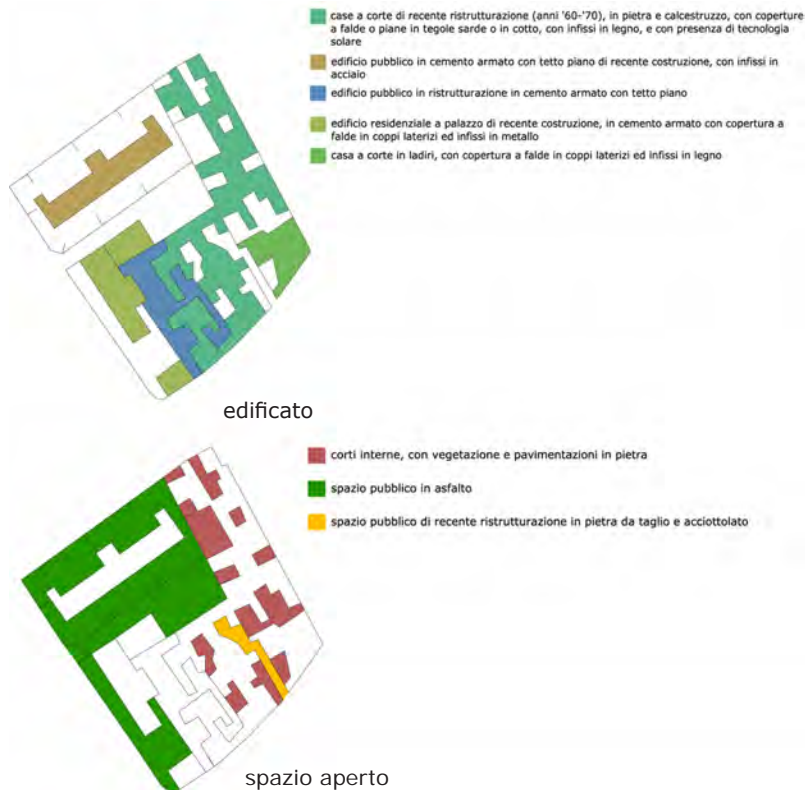 case a corte di recente ristrutturazione (anni '60-'70), in pietra e calcestruzzo, con coperture
a falde o piane in tegole sarde o in cotto, con infissi in legno, e con presenza di tecnologia
solare
edificio pubblico in cemento armato con tetto piano di recente costruzione, con infissi in
acciaio
edificio pubblico in ristrutturazione in cemento armato con tetto piano
edificio residenziale a palazzo di recente costruzione, in cemento armato con copertura a
falde in coppi laterizi ed infissi in metallo
casa a corte in ladiri, con copertura a falde in coppi laterizi ed infissi in legno
edificato
corti interne, con vegetazione e pavimentazioni in pietra
spazio pubblico in asfalto
spazio pubblico di recente ristrutturazione in pietra da taglio e acciottolato
spazio aperto